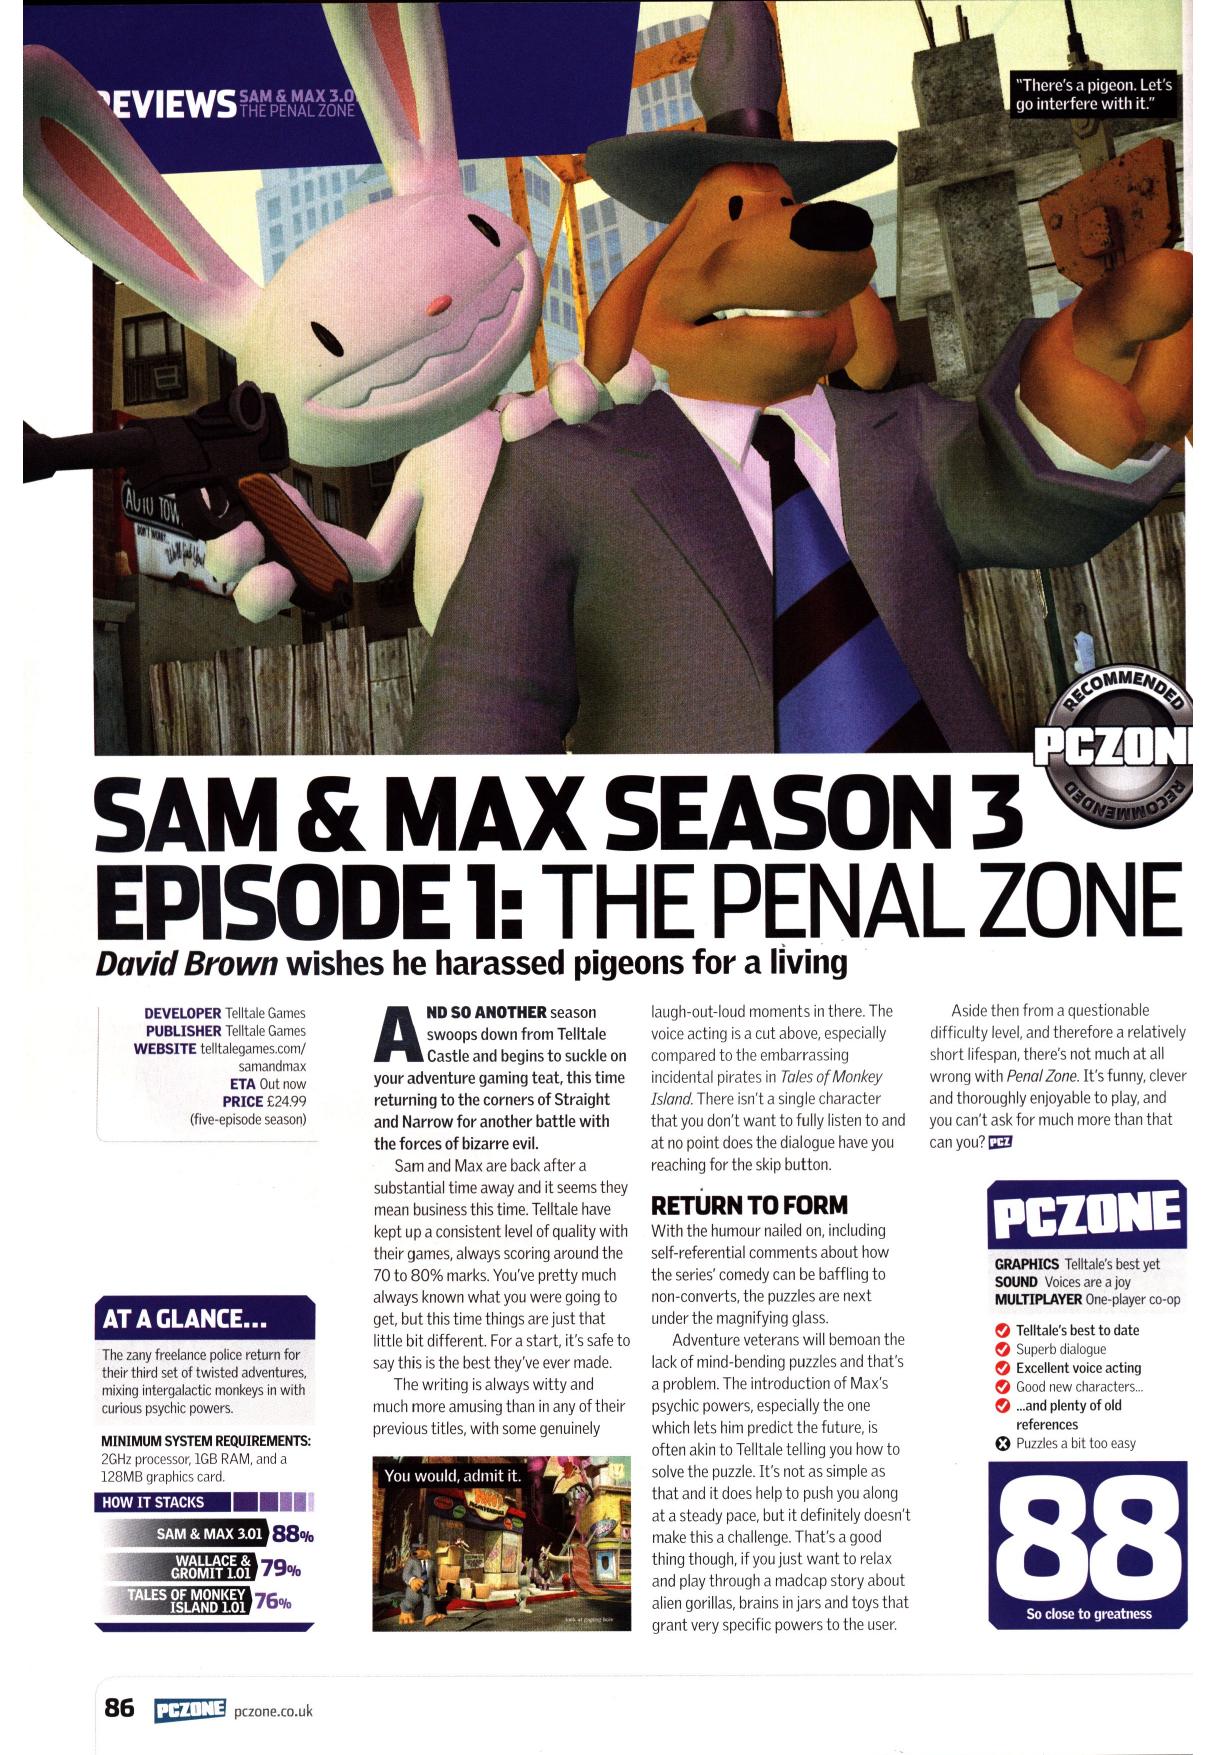 REVIEWS SAM & MAX 3.0
THE PENAL ZONE
"There's a pigeon. Let's
go interfere with it."
AUTO TOW
DON'T WORRY...
We'll find you!
RECOMMENDED
PCZON
RECOMMENDED
SAM & MAX SEASON 3
EPISODE 1: THE PENAL ZONE
David Brown wishes he harassed pigeons for a living
DEVELOPER Telltale Games
PUBLISHER Telltale Games
WEBSITE telltalegames.com/
samandmax
ETA Out now
PRICE £24.99
(five-episode season)
AT A GLANCE...
The zany freelance police return for
their third set of twisted adventures,
mixing intergalactic monkeys in with
curious psychic powers.
MINIMUM SYSTEM REQUIREMENTS:
2GHz processor, 1GB RAM, and a
128MB graphics card.
HOW IT STACKS
SAM & MAX 3.01 88%
WALLACE &
GROMIT 1.01 79%
TALES OF MONKEY
ISLAND 1.01 76%
AND SO ANOTHER season
swoops down from Telltale
Castle and begins to suckle on
your adventure gaming teat, this time
returning to the corners of Straight
and Narrow for another battle with
the forces of bizarre evil.
Sam and Max are back after a
substantial time away and it seems they
mean business this time. Telltale have
kept up a consistent level of quality with
their games, always scoring around the
70 to 80% marks. You've pretty much
always known what you were going to
get, but this time things are just that
little bit different. For a start, it's safe to
say this is the best they've ever made.
The writing is always witty and
much more amusing than in any of their
previous titles, with some genuinely
You would, admit it.
look at gaping hole
laugh-out-loud moments in there. The
voice acting is a cut above, especially
compared to the embarrassing
incidental pirates in Tales of Monkey
Island. There isn't a single character
that you don't want to fully listen to and
at no point does the dialogue have you
reaching for the skip button.
RETURN TO FORM
With the humour nailed on, including
self-referential comments about how
the series' comedy can be baffling to
non-converts, the puzzles are next
under the magnifying glass.
Adventure veterans will bemoan the
lack of mind-bending puzzles and that's
a problem. The introduction of Max's
psychic powers, especially the one
which lets him predict the future, is
often akin to Telltale telling you how to
solve the puzzle. It's not as simple as
that and it does help to push you along
at a steady pace, but it definitely doesn't
make this a challenge. That's a good
thing though, if you just want to relax
and play through a madcap story about
alien gorillas, brains in jars and toys that
grant very specific powers to the user.
Aside then from a questionable
difficulty level, and therefore a relatively
short lifespan, there's not much at all
wrong with Penal Zone. It's funny, clever
and thoroughly enjoyable to play, and
you can't ask for much more than that
can you? PCZ
PCZONE
GRAPHICS Telltale's best yet
SOUND Voices are a joy
MULTIPLAYER One-player co-op
Telltale's best to date
Superb dialogue
Excellent voice acting
Good new characters...
...and plenty of old
references
Puzzles a bit too easy
88
So close to greatness
86 PCZONE pczone.co.uk